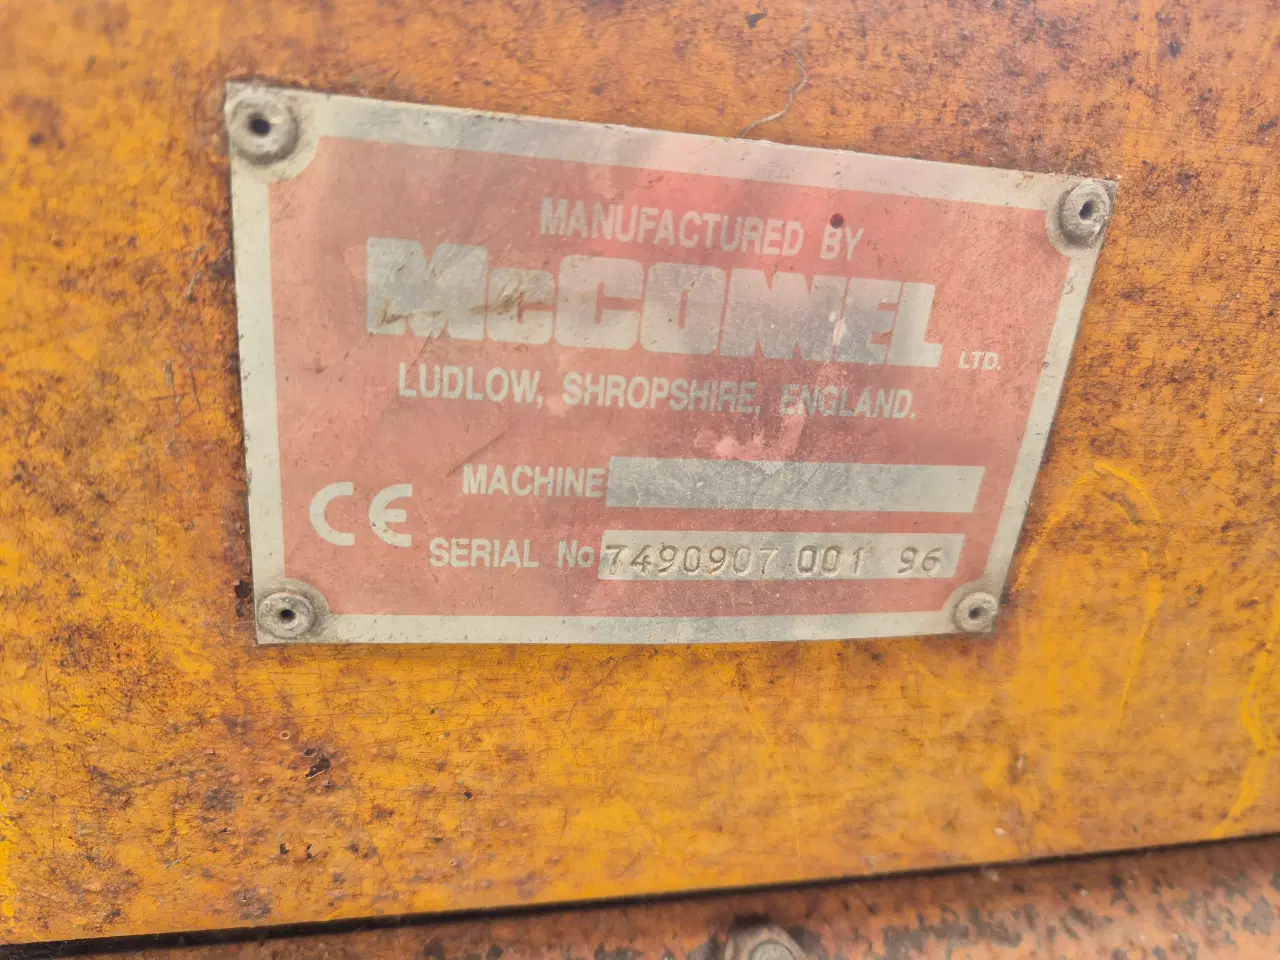 MANUFACTURED BY
McCONNEL LTD.
LUDLOW, SHROPSHIRE, ENGLAND.
MACHINE
CE SERIAL No 7490907 001 96